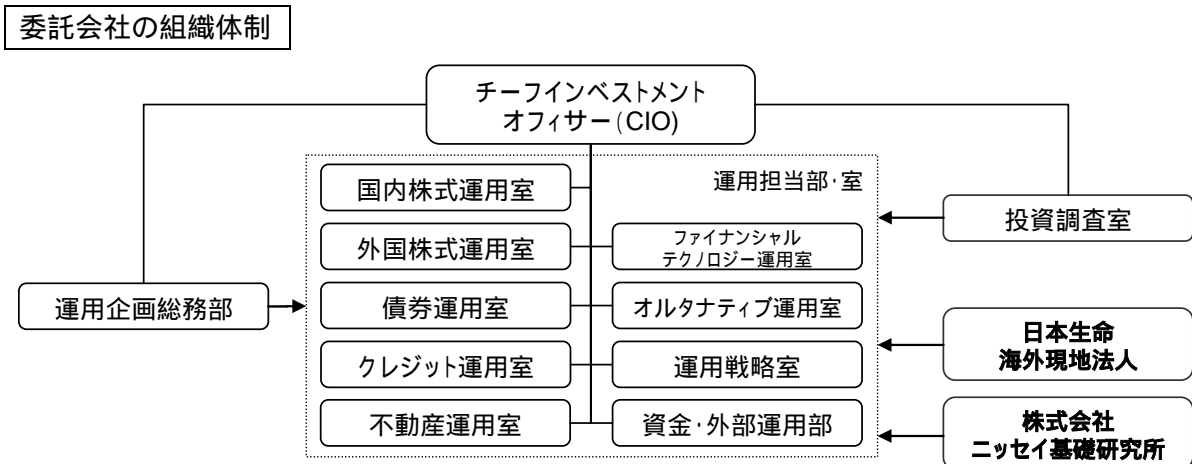 委託会社の組織体制
チーフインベストメント
オフィサー(CIO)
運用担当部・室
国内株式運用室
外国株式運用室
ファイナンシャル
テクノロジー運用室
投資調査室
運用企画総務部
債券運用室
オルタナティブ運用室
日本生命
海外現地法人
クレジット運用室
運用戦略室
不動産運用室
資金・外部運用部
株式会社
ニッセイ基礎研究所